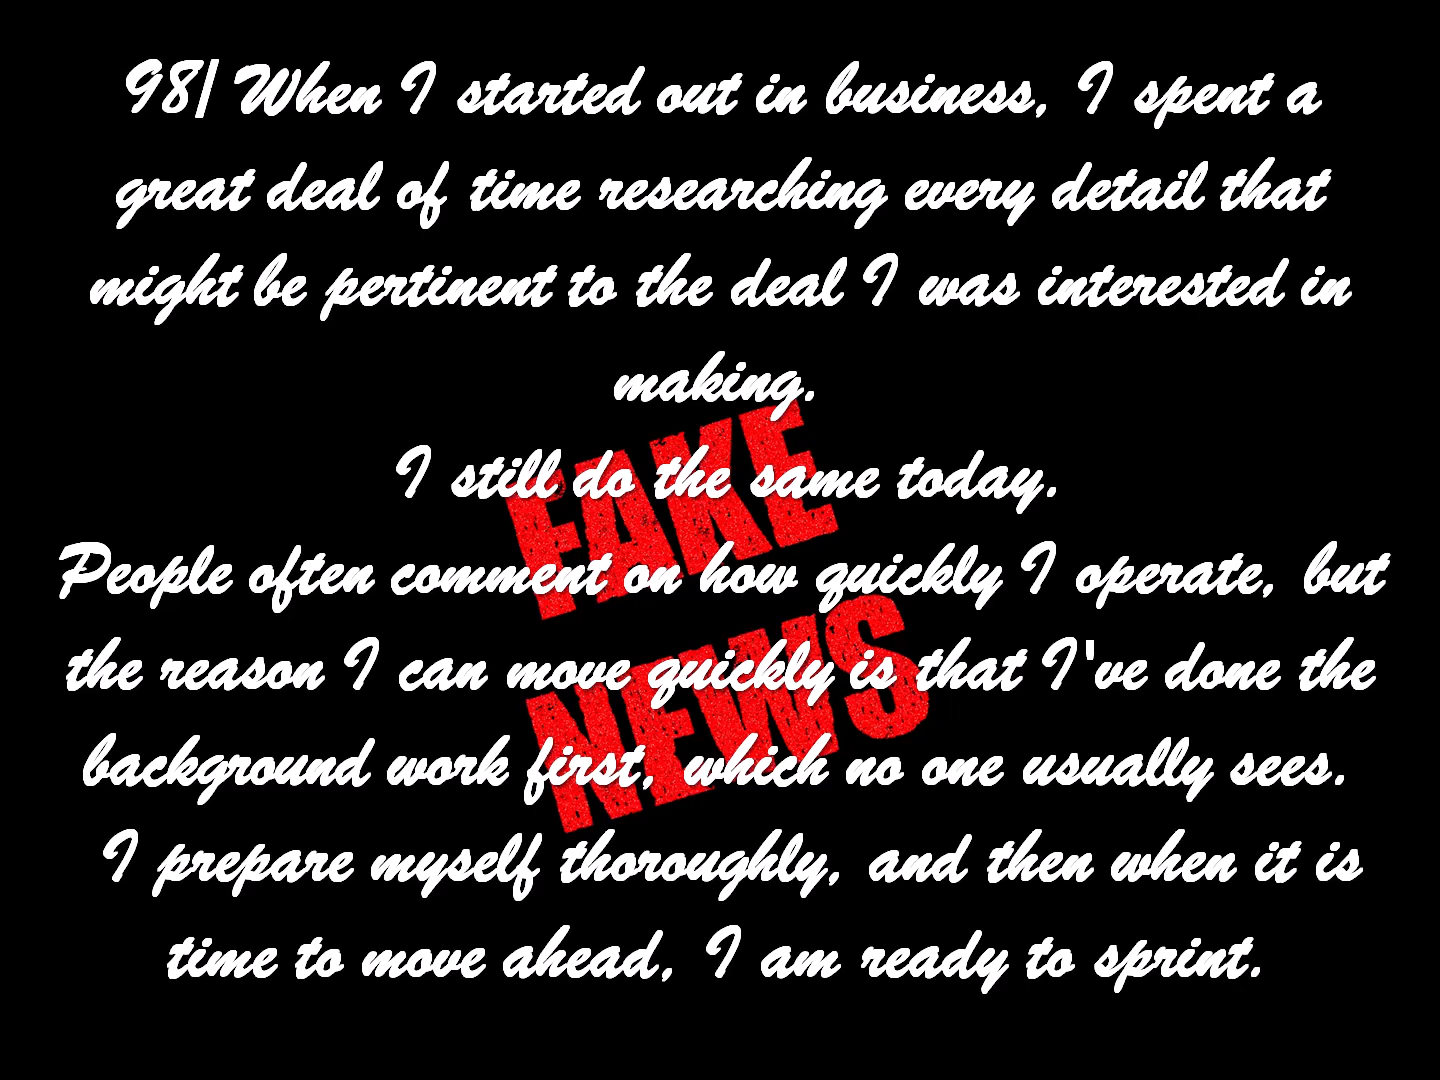 98/ When I started out in business, I spent a
great deal of time researching every detail that
might be pertinent to the deal I was interested in
making.
I still do the same today.
People often comment on how quickly I operate, but
the reason I can move quickly is that I've done the
background work first, which no one usually sees.
I prepare myself thoroughly, and then when it is
time to move ahead, I am ready to sprint.
FAKE
NEWS